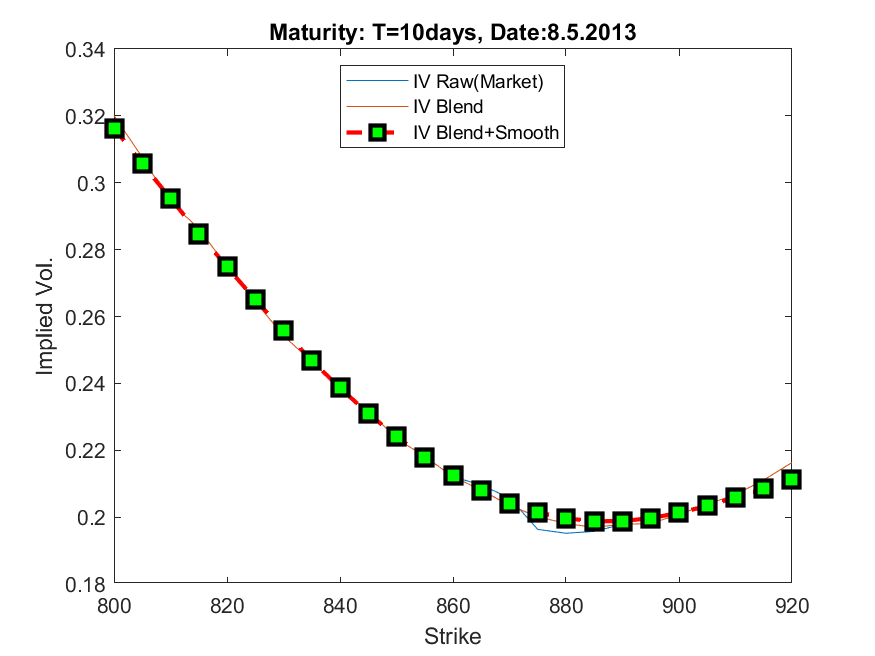 Maturity: T=10days, Date:8.5.2013
0.34
IV Raw(Market)
IV Blend
IV Blend+Smooth
0.32
0.3
0.28
0.26
0.24
0.22
0.2
0.18
Implied Vol.
800 820 840 860 880 900 920
Strike